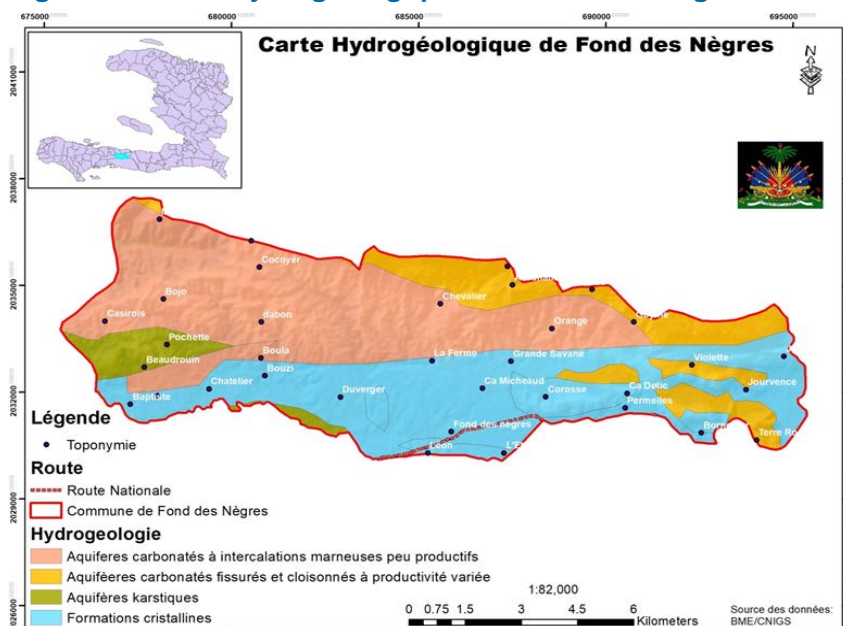 675000 680000 685000 690000 695000
Carte Hydrogéologique de Fond des Nègres
N
2041000
2038000
2035000
2032000
2029000
2026000
Cocoyer
Bojo
Chevalier
Casirois
dabon
Orange
Pochette
Boula
La Ferme
Grande Savane
Violette
Beaudrouin
Bouzi
Chatelier
Ca Micheaud
Ca Detic
Jourvence
Baptiste
Duverger
Corosse
Permelles
Fond des nègres
Born
Terre Ro
Léon
L'E
Légende
Toponymie
Route
Route Nationale
Commune de Fond des Nègres
Hydrogeologie
Aquiferes carbonatés à intercalations marneuses peu productifs
Aquifèeres carbonatés fissurés et cloisonnés à productivité variée
Aquifères karstiques
Formations cristallines
1:82,000
0 0.75 1.5 3 4.5 6
Kilometers
Source des données:
BME/CNIGS